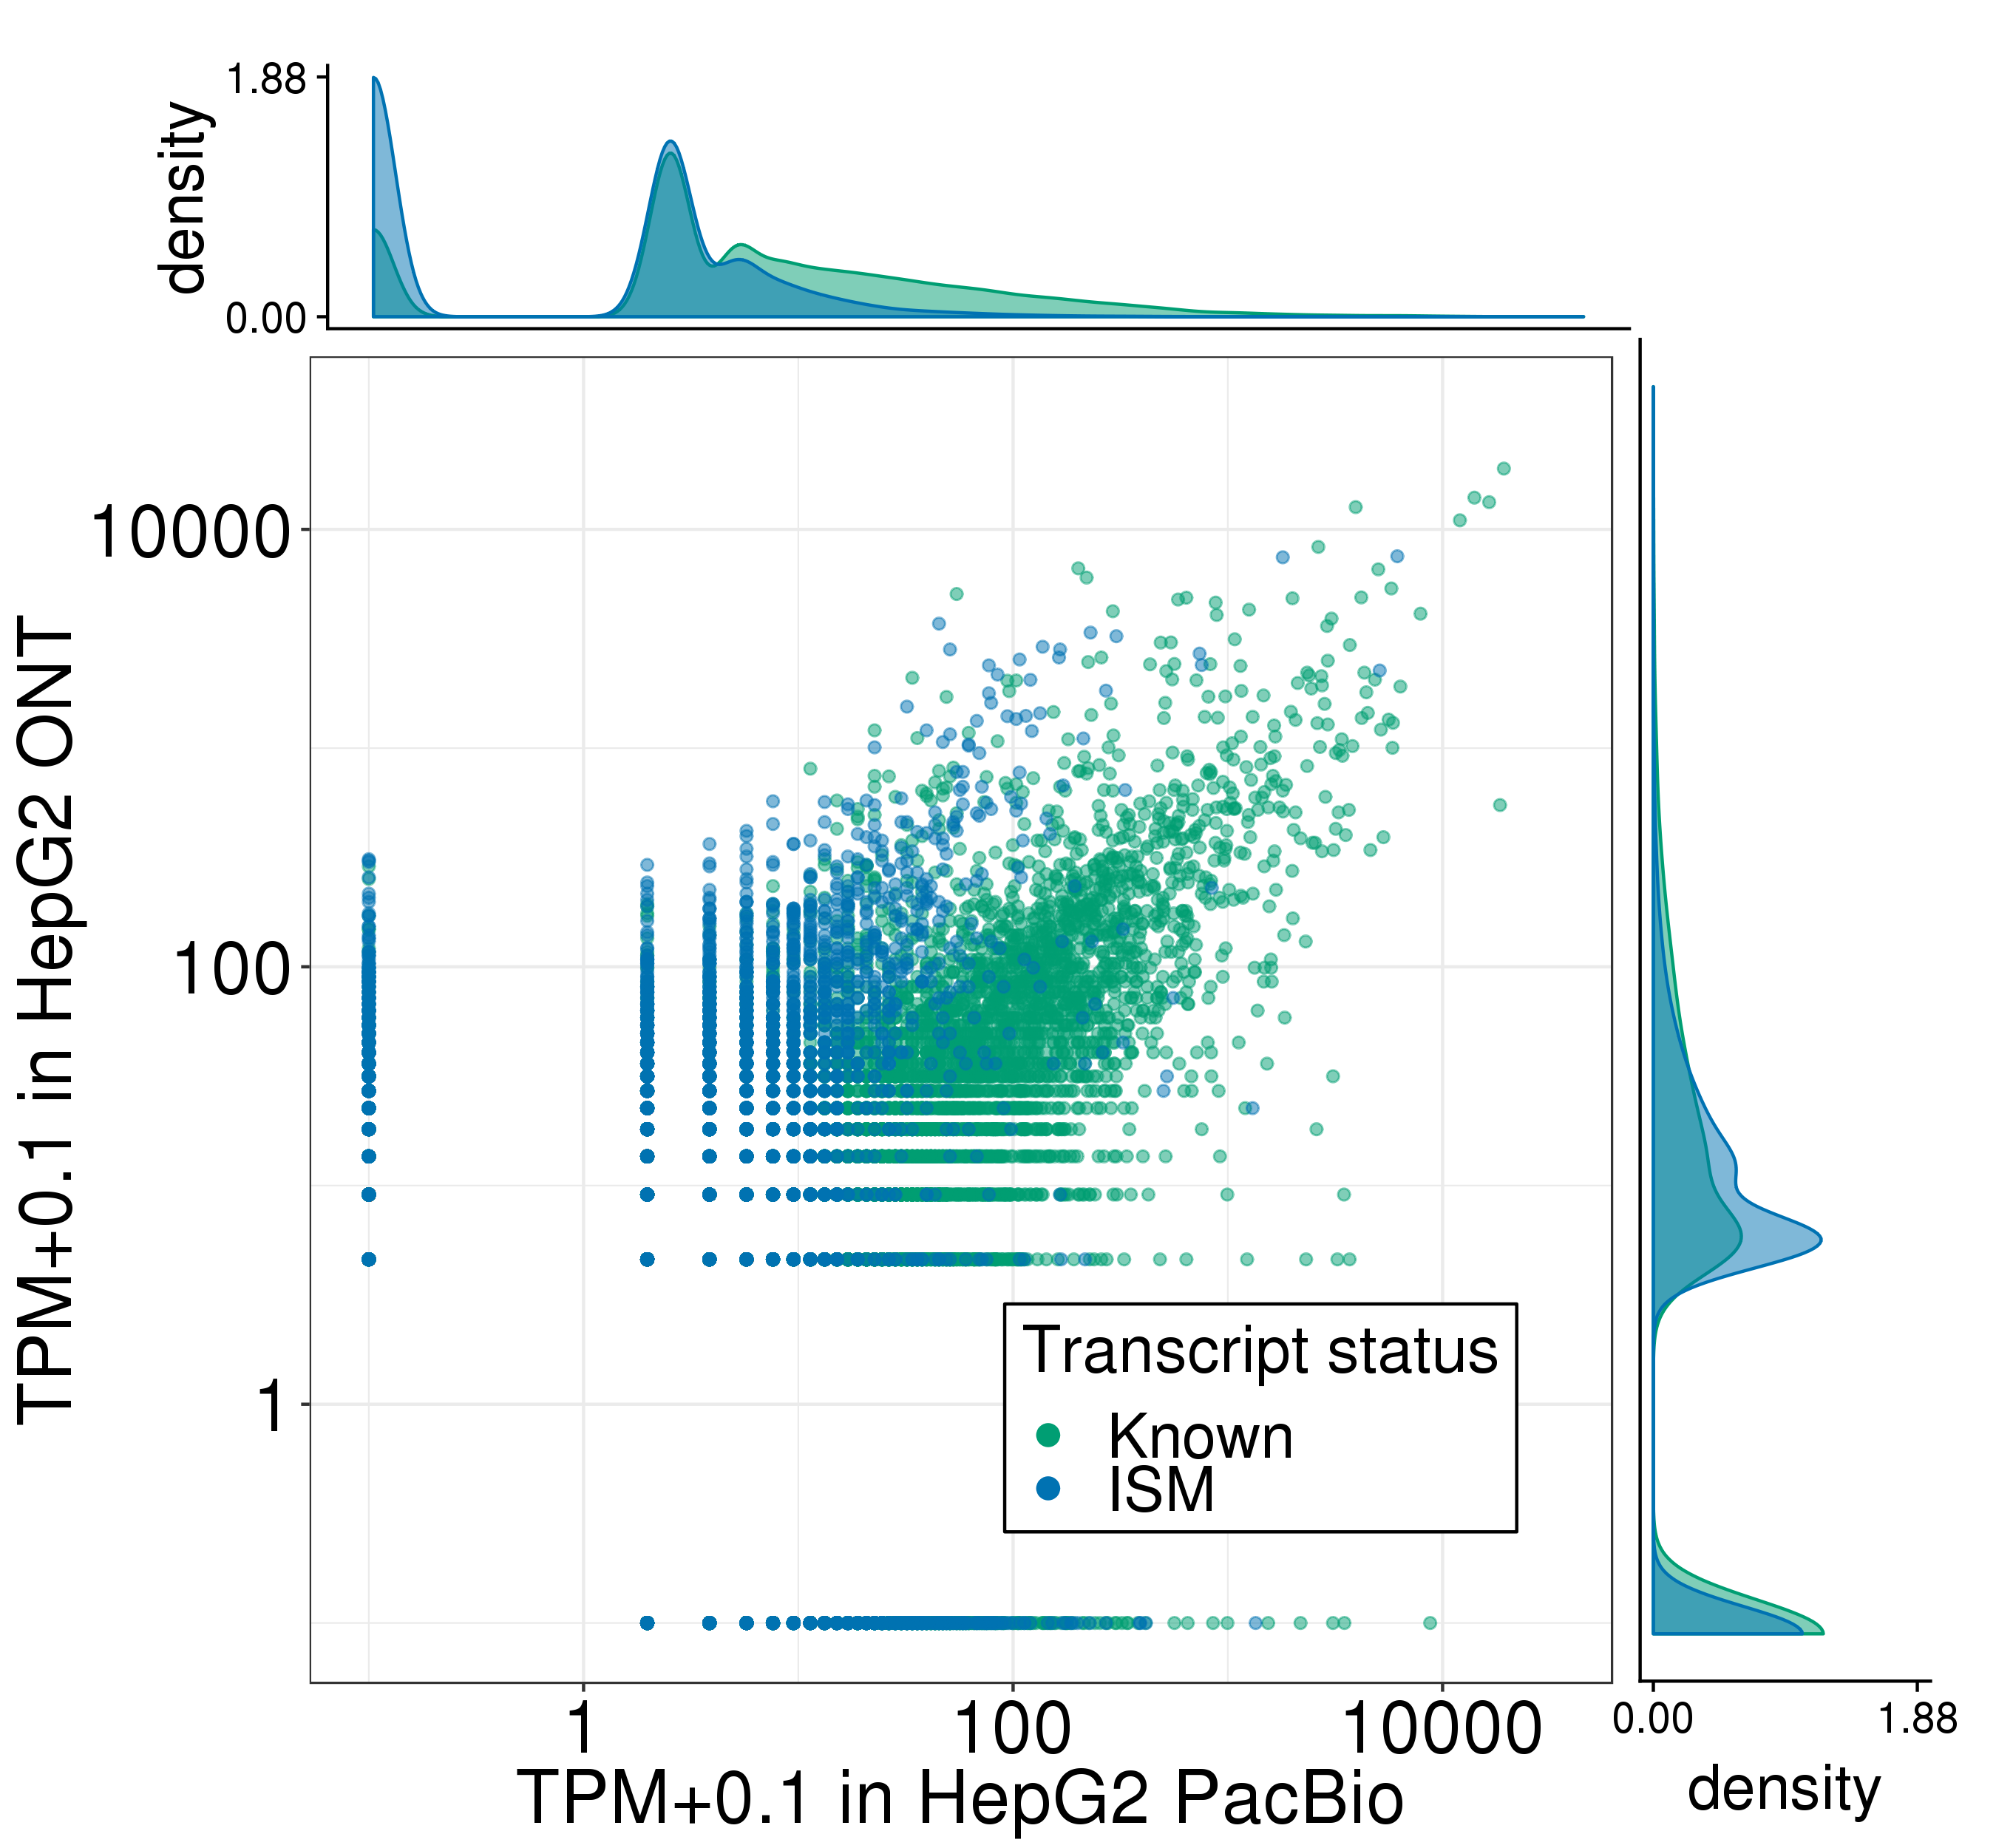 1.88
density
0.00
10000
TPM+0.1 in HepG2 ONT
100
1
Transcript status
Known
ISM
1
100
10000
TPM+0.1 in HepG2 PacBio
0.00
1.88
density